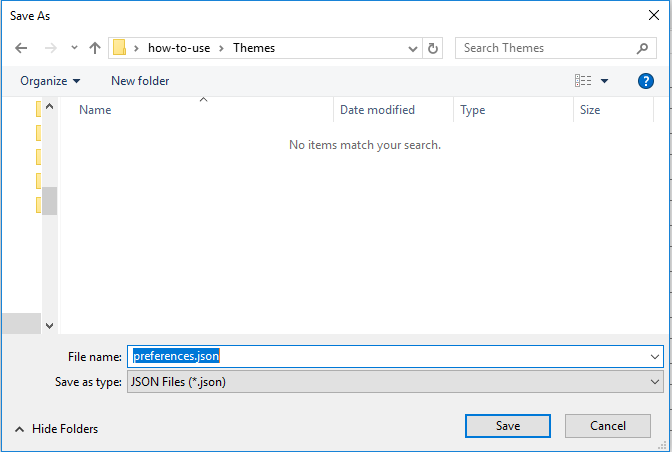 Save As
how-to-use > Themes
Search Themes
Organize
New folder
?
Name
Date modified
Type
Size
No items match your search.
File name: preferences.json
Save as type: JSON Files (*.json)
Hide Folders
Save
Cancel